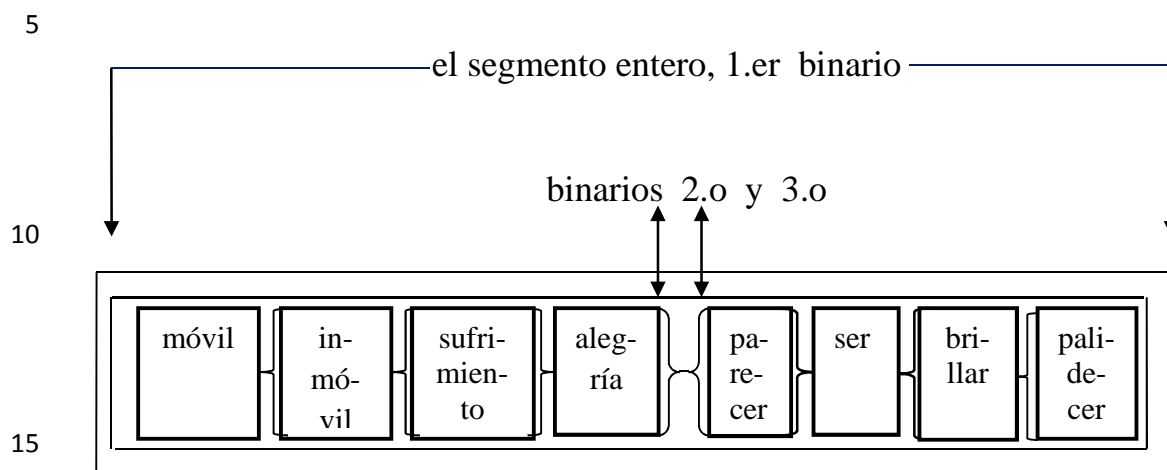 5
el segmento entero, 1.er binario
binarios 2.o y 3.o
10
móvil
in-
mó-
vil
sufri-
mien-
to
aleg-
ría
pa-
re-
cer
ser
bri-
llar
pali-
de-
cer
15